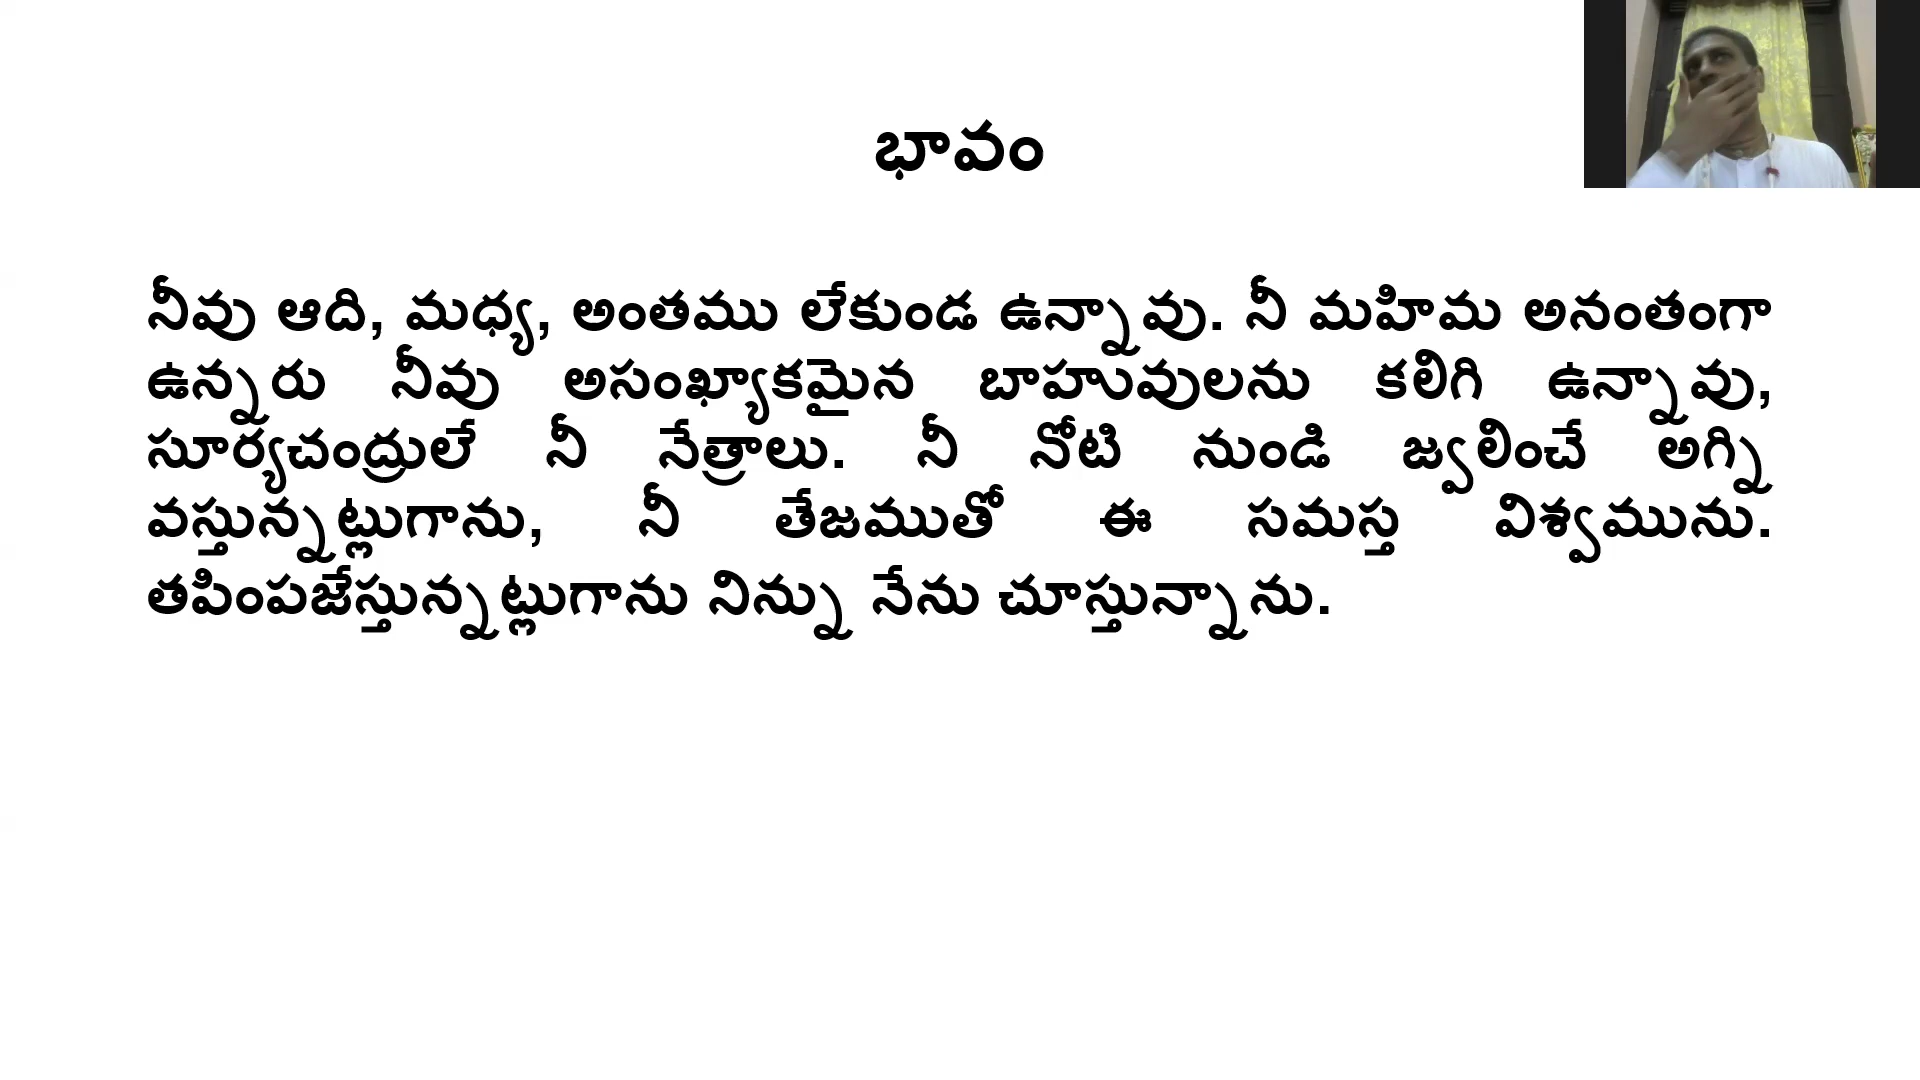 భావం
నీవు ఆది, మధ్య, అంతము లేకుండ ఉన్నావు. నీ మహిమ అనంతంగా
ఉన్నరు నీవు అసంఖ్యాకమైన బాహువులను కలిగి ఉన్నావు,
సూర్యచంద్రులే నీ నేత్రాలు. నీ నోటి నుండి జ్వలించే అగ్ని
వస్తున్నట్లుగాను, నీ తేజముతో ఈ సమస్త విశ్వమును.
తపింపజేస్తున్నట్లుగాను నిన్ను నేను చూస్తున్నాను.